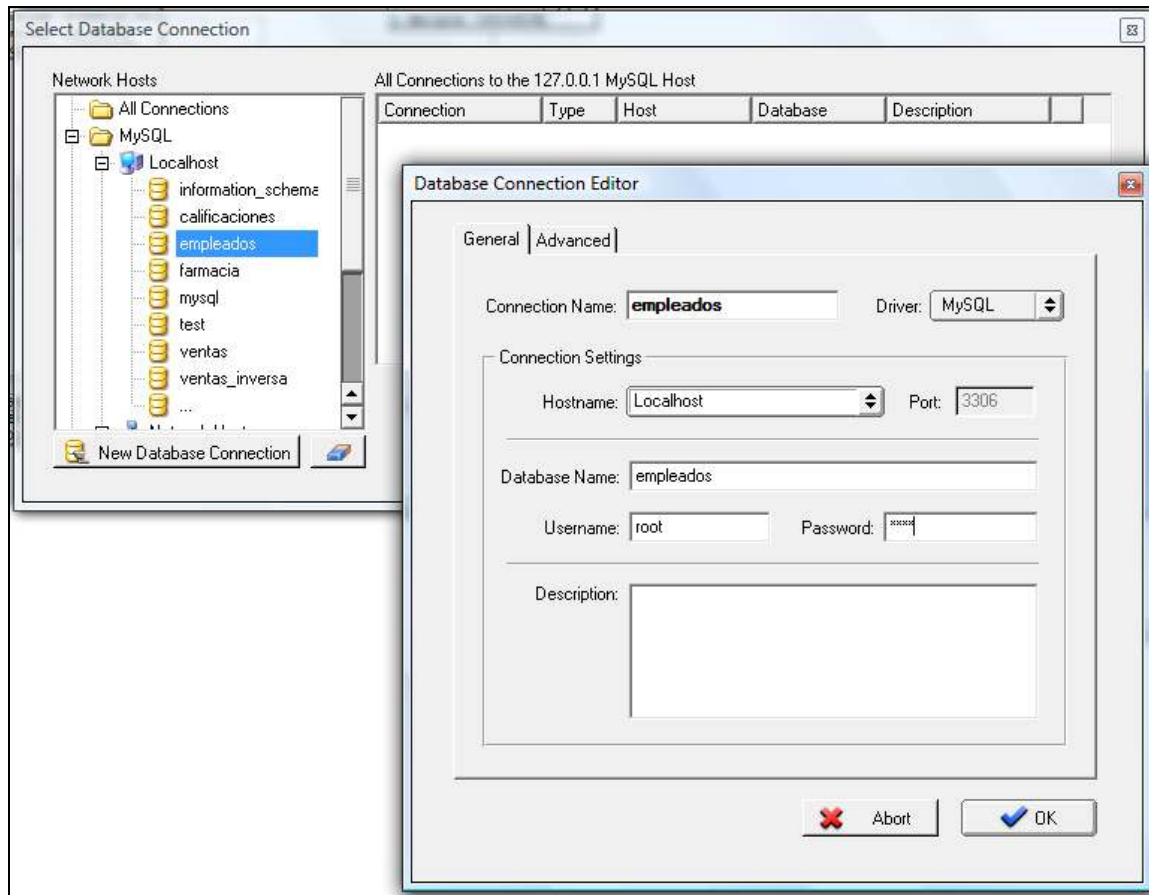 Select Database Connection
Network Hosts
All Connections to the 127.0.0.1 MySQL Host
All Connections
MySQL
Localhost
information_schema
calificaciones
empleados
farmacia
mysql
test
ventas
ventas_inversa
...
New Database Connection
Connection Type Host Database Description
Database Connection Editor
General Advanced
Connection Name: empleados Driver: MySQL
Connection Settings
Hostname: Localhost Port: 3306
Database Name: empleados
Username: root Password: ****
Description:
Abort OK